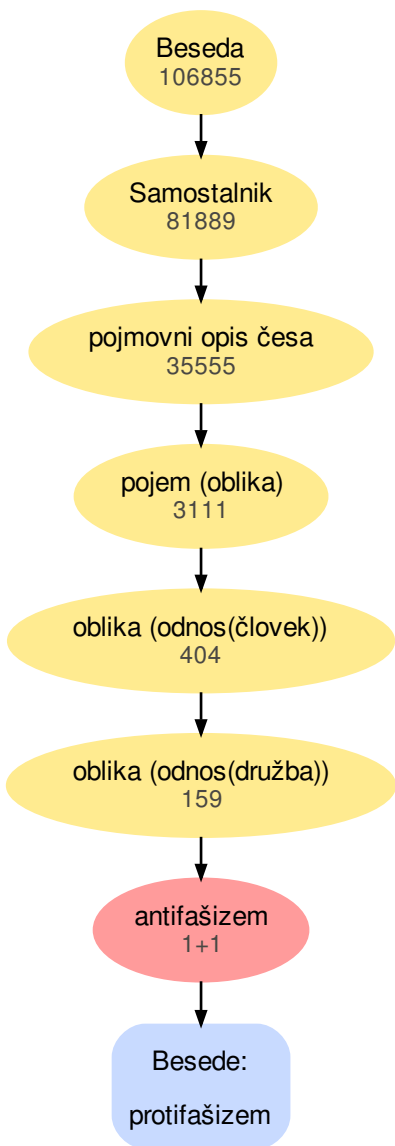 Beseda
106855
Samostalnik
81889
pojmovni opis česa
35555
pojem (oblika)
3111
oblika (odnos(človek))
404
oblika (odnos(družba))
159
antifašizem
1+1
Besede:
protifašizem